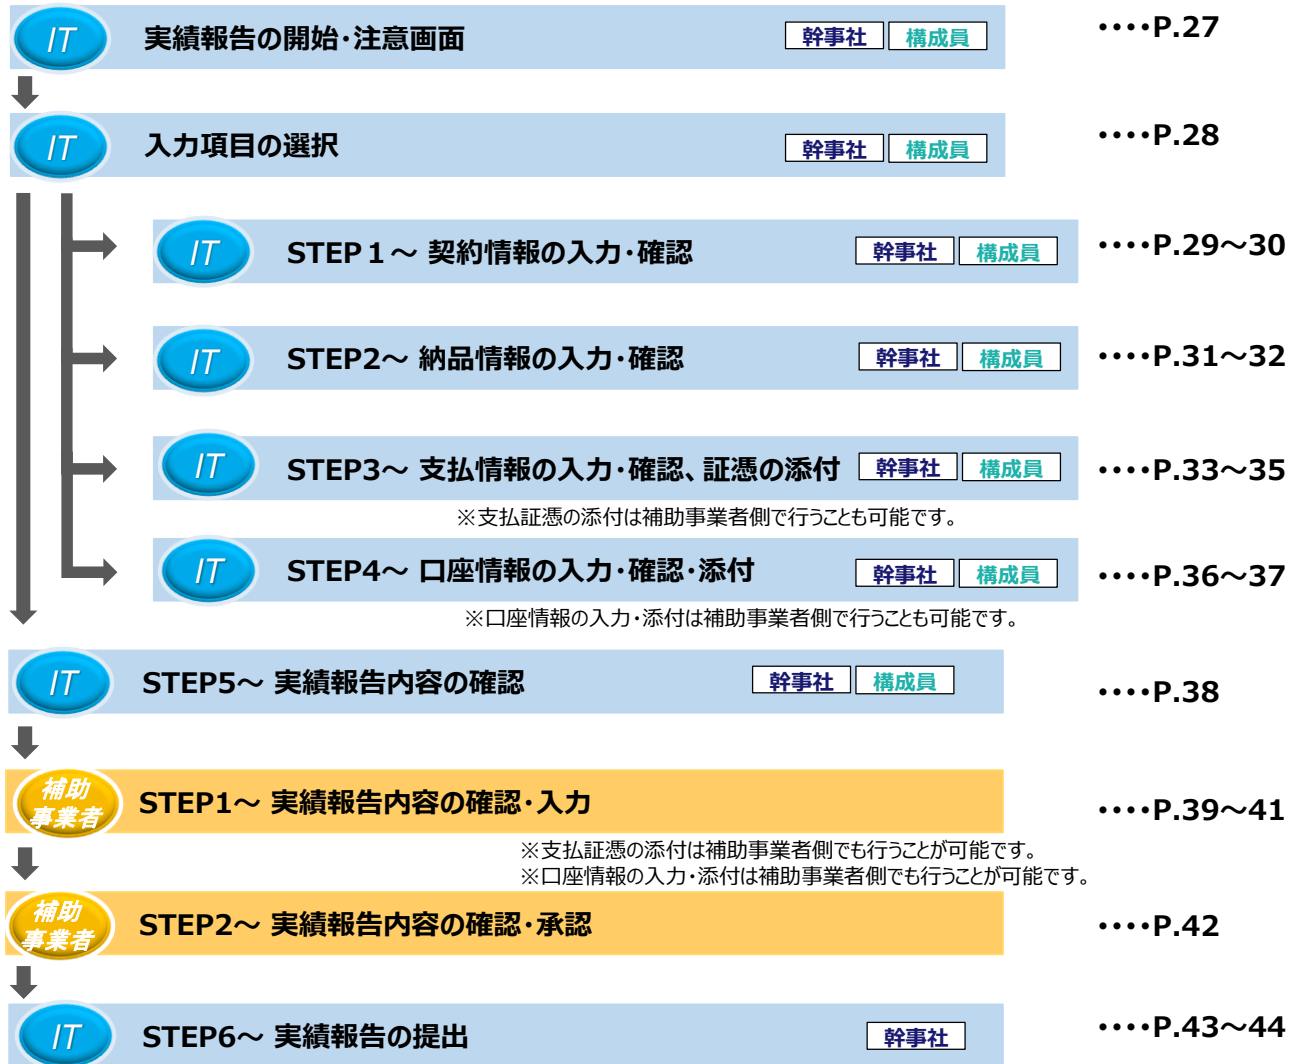 IT 実績報告の開始・注意画面 幹事社 構成員 ・・・・P.27
IT 入力項目の選択 幹事社 構成員 ・・・・P.28
IT STEP１～ 契約情報の入力・確認 幹事社 構成員 ・・・・P.29～30
IT STEP2～ 納品情報の入力・確認 幹事社 構成員 ・・・・P.31～32
IT STEP3～ 支払情報の入力・確認、証憑の添付 幹事社 構成員 ・・・・P.33～35
※支払証憑の添付は補助事業者側で行うことも可能です。
IT STEP4～ 口座情報の入力・確認・添付 幹事社 構成員 ・・・・P.36～37
※口座情報の入力・添付は補助事業者側で行うことも可能です。
IT STEP5～ 実績報告内容の確認 幹事社 構成員 ・・・・P.38
補助
事業者 STEP1～ 実績報告内容の確認・入力 ・・・・P.39～41
※支払証憑の添付は補助事業者側でも行うことが可能です。
※口座情報の入力・添付は補助事業者側でも行うことが可能です。
補助
事業者 STEP2～ 実績報告内容の確認・承認 ・・・・P.42
IT STEP6～ 実績報告の提出 幹事社 ・・・・P.43～44